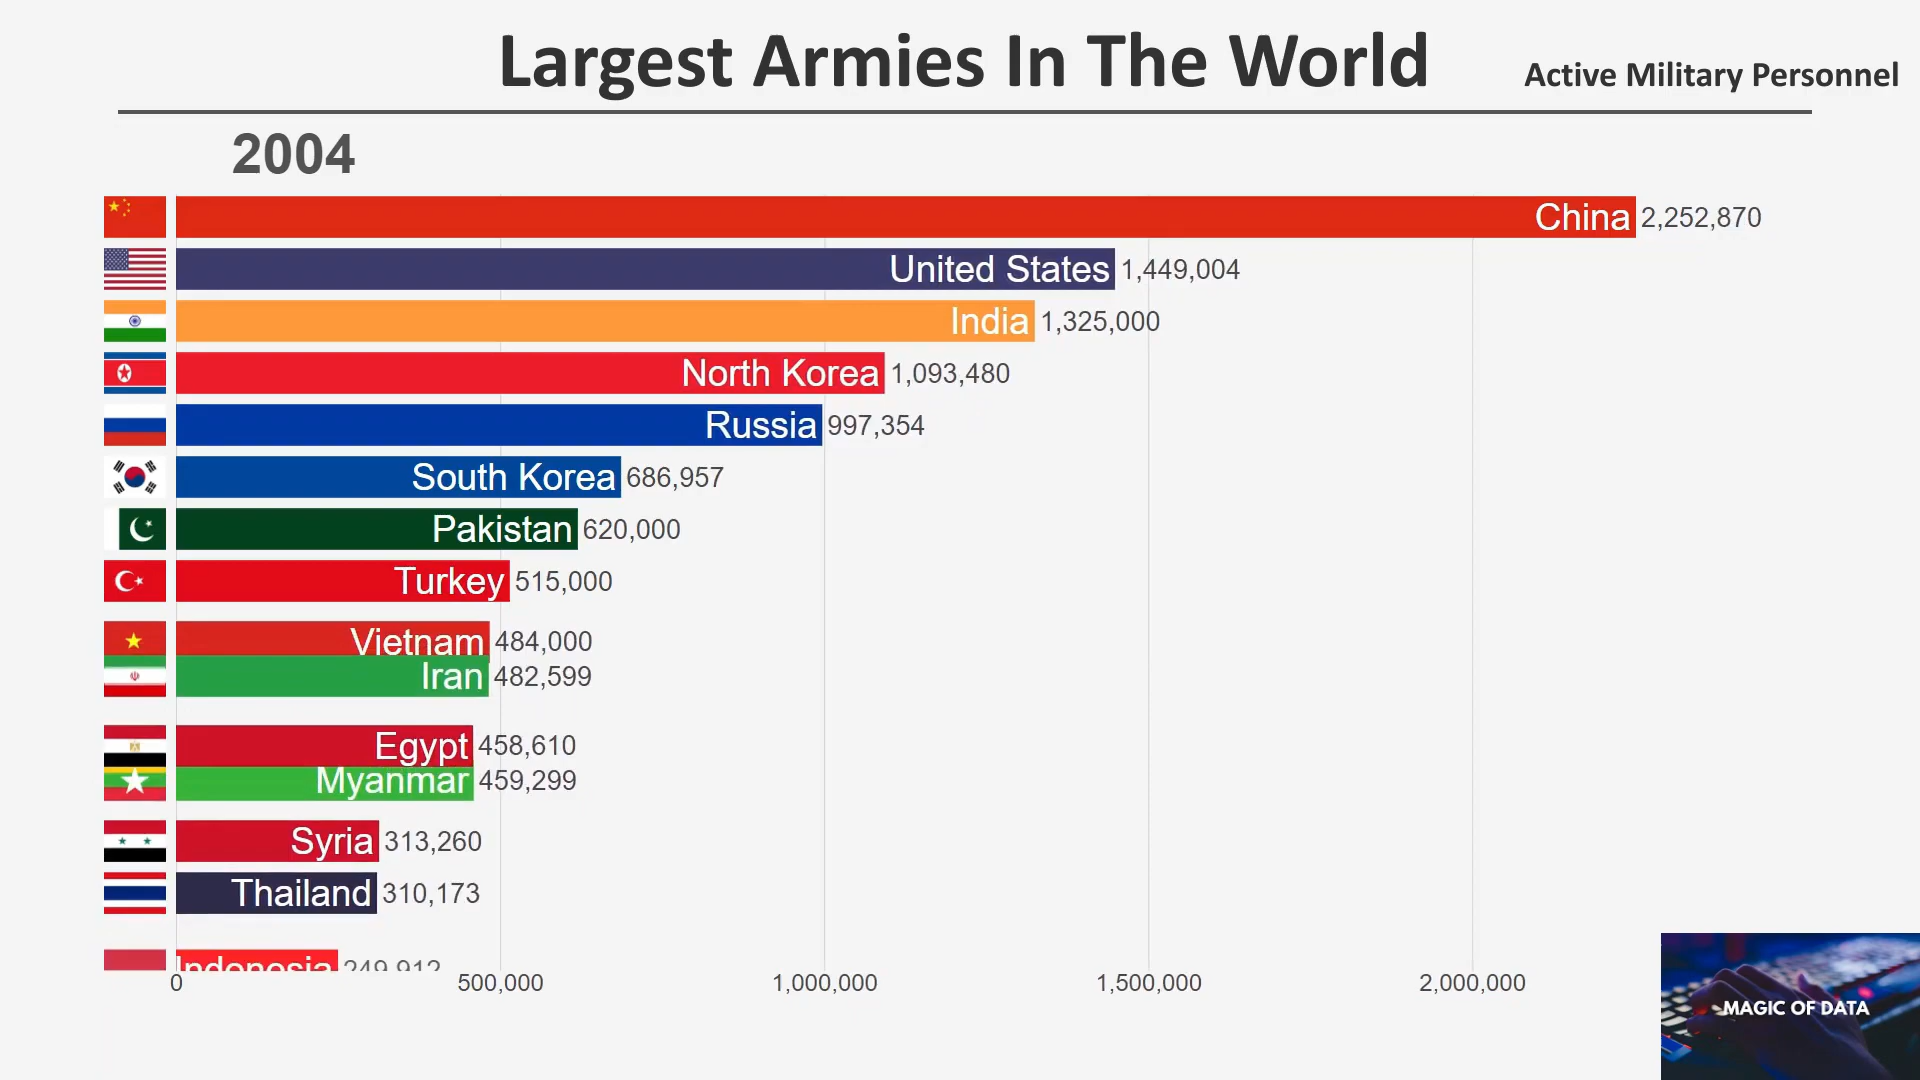 Largest Armies In The World
Active Military Personnel
2004
China 2,252,870
United States 1,449,004
India 1,325,000
North Korea 1,093,480
Russia 997,354
South Korea 686,957
Pakistan 620,000
Turkey 515,000
Vietnam 484,000
Iran 482,599
Egypt 458,610
Myanmar 459,299
Syria 313,260
Thailand 310,173
Indonesia 249,912
0 500,000 1,000,000 1,500,000 2,000,000
MAGIC OF DATA